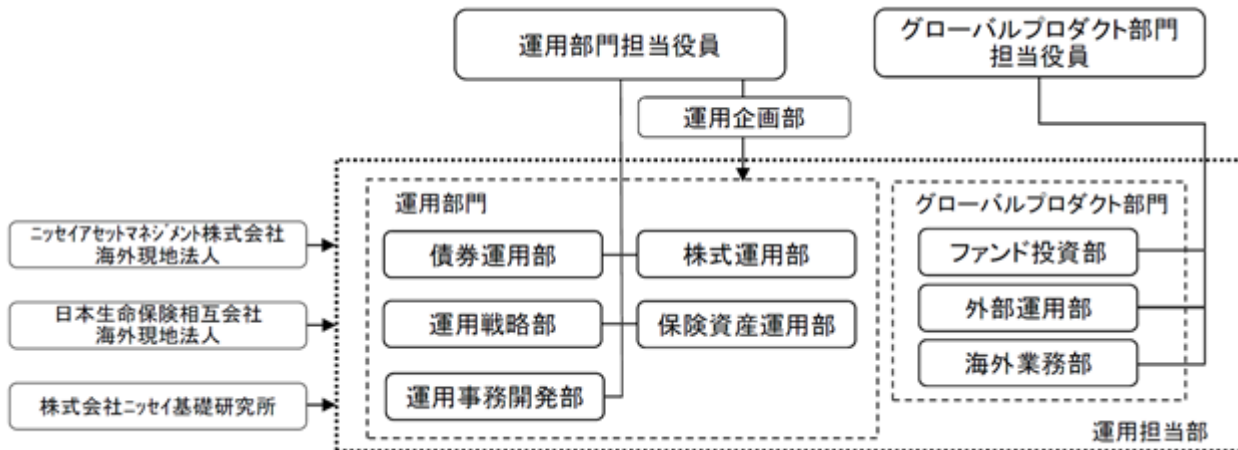 運用部門担当役員
グローバルプロダクト部門
担当役員
運用企画部
運用部門
グローバルプロダクト部門
ニッセイアセットマネジメント株式会社
海外現地法人
債券運用部
株式運用部
ファンド投資部
日本生命保険相互会社
海外現地法人
運用戦略部
保険資産運用部
外部運用部
海外業務部
株式会社ニッセイ基礎研究所
運用事務開発部
運用担当部